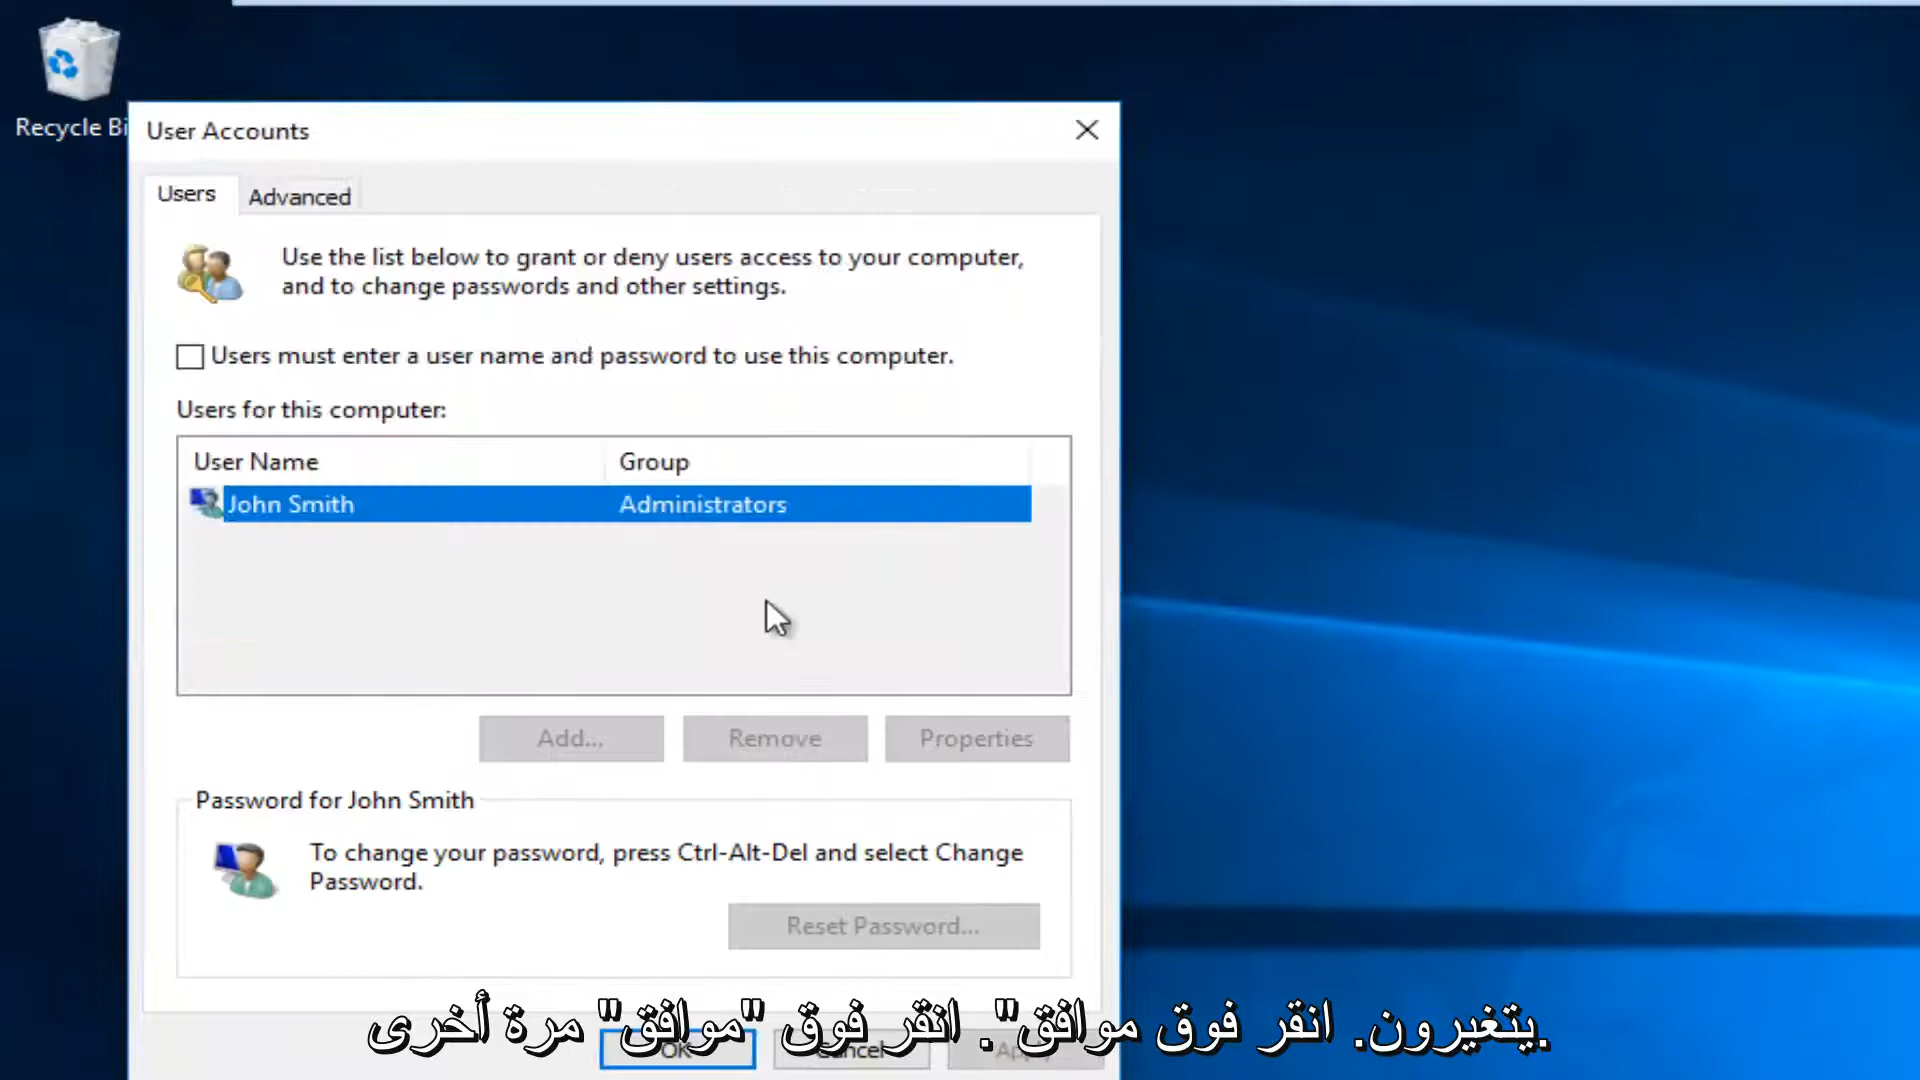 Recycle Bi
User Accounts
Users
Advanced
Use the list below to grant or deny users access to your computer,
and to change passwords and other settings.
Users must enter a user name and password to use this computer.
Users for this computer:
User Name
Group
John Smith
Administrators
Add...
Remove
Properties
Password for John Smith
To change your password, press Ctrl-Alt-Del and select Change
Password.
Reset Password...
يتغيرون. انقر فوق موافق". انقر فوق "موافق" مرة أخرى.
OK
Cancel
Apply